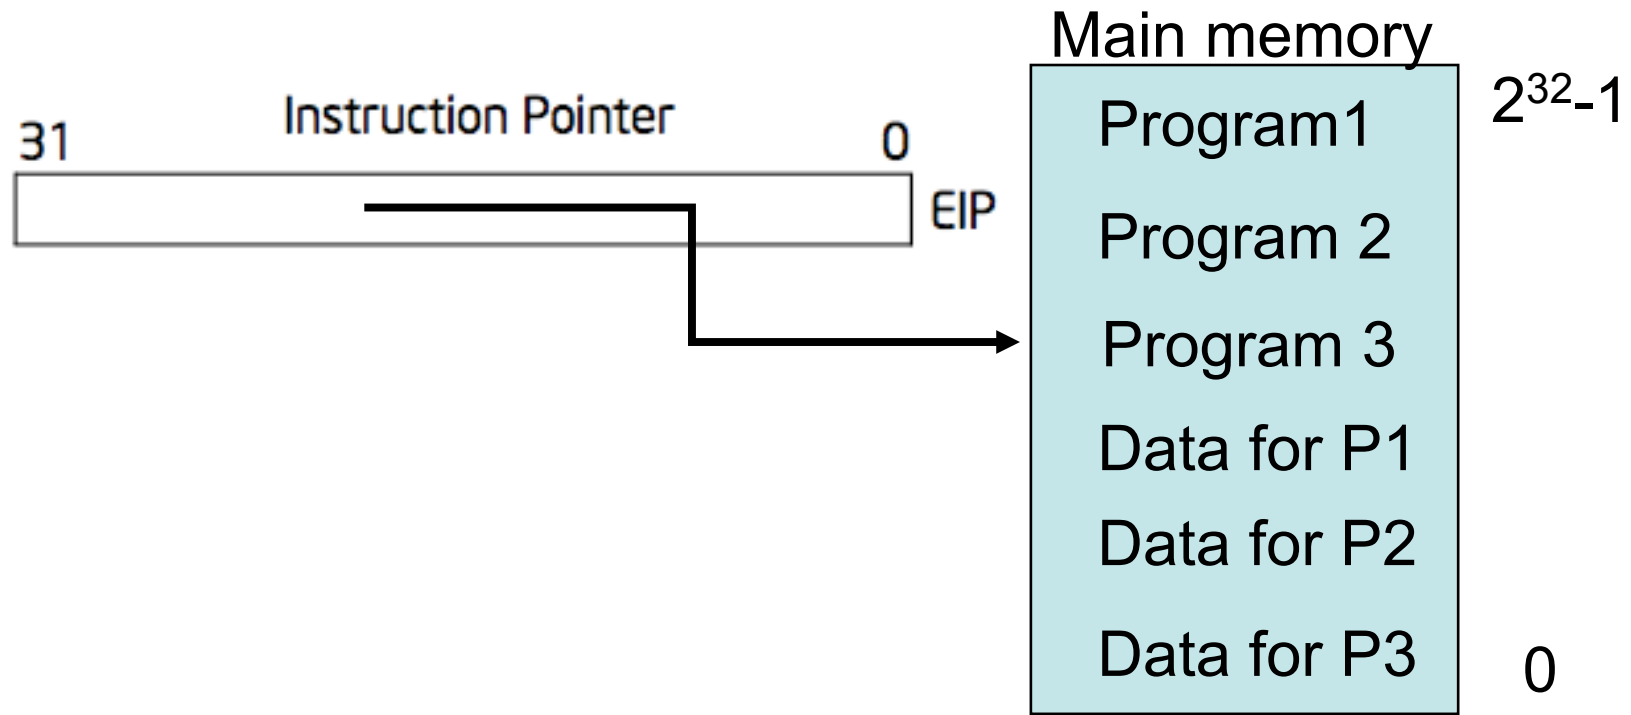 Main memory
Instruction Pointer
31
0
EIP
2³²-1
Program1
Program 2
Program 3
Data for P1
Data for P2
Data for P3
0